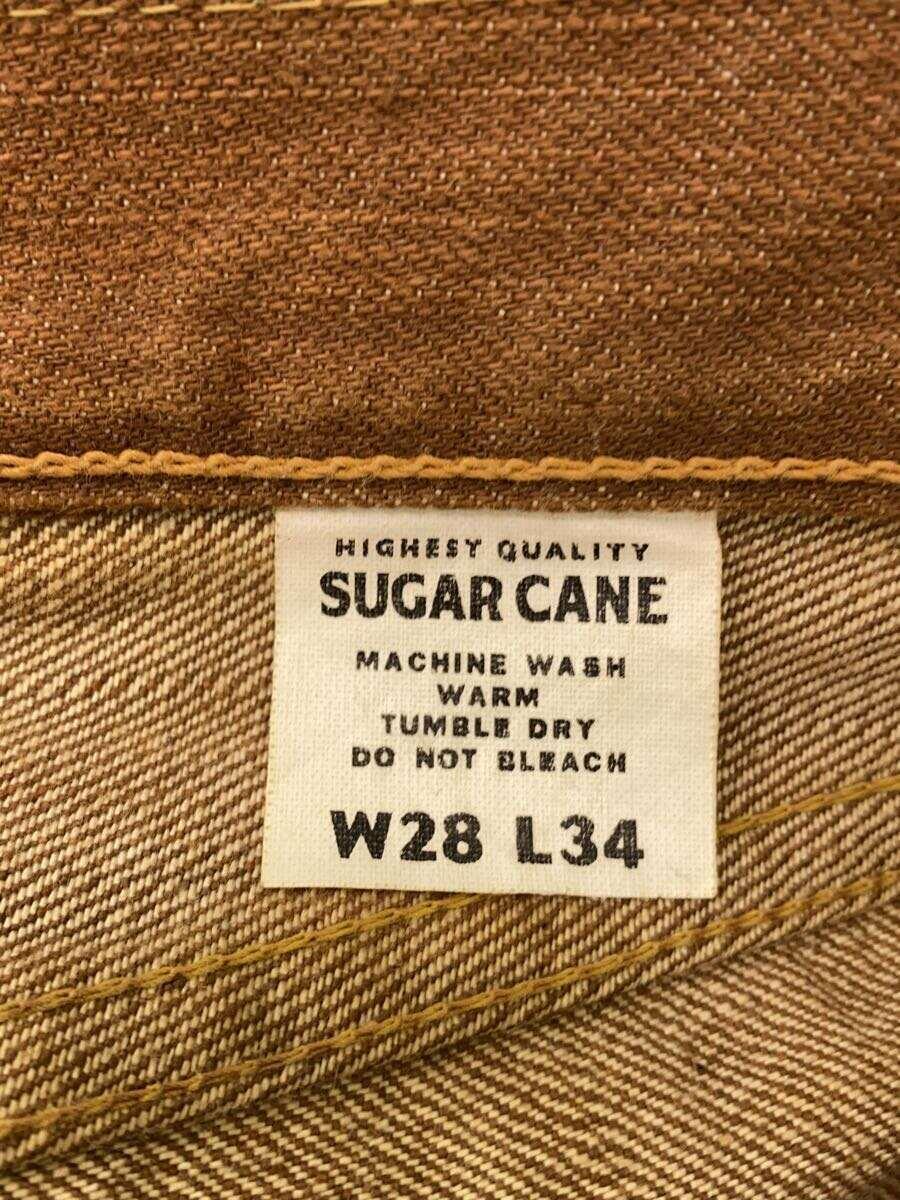 HIGHEST QUALITY
SUGAR CANE
MACHINE WASH
WARM
TUMBLE DRY
DO NOT BLEACH
W28 L34